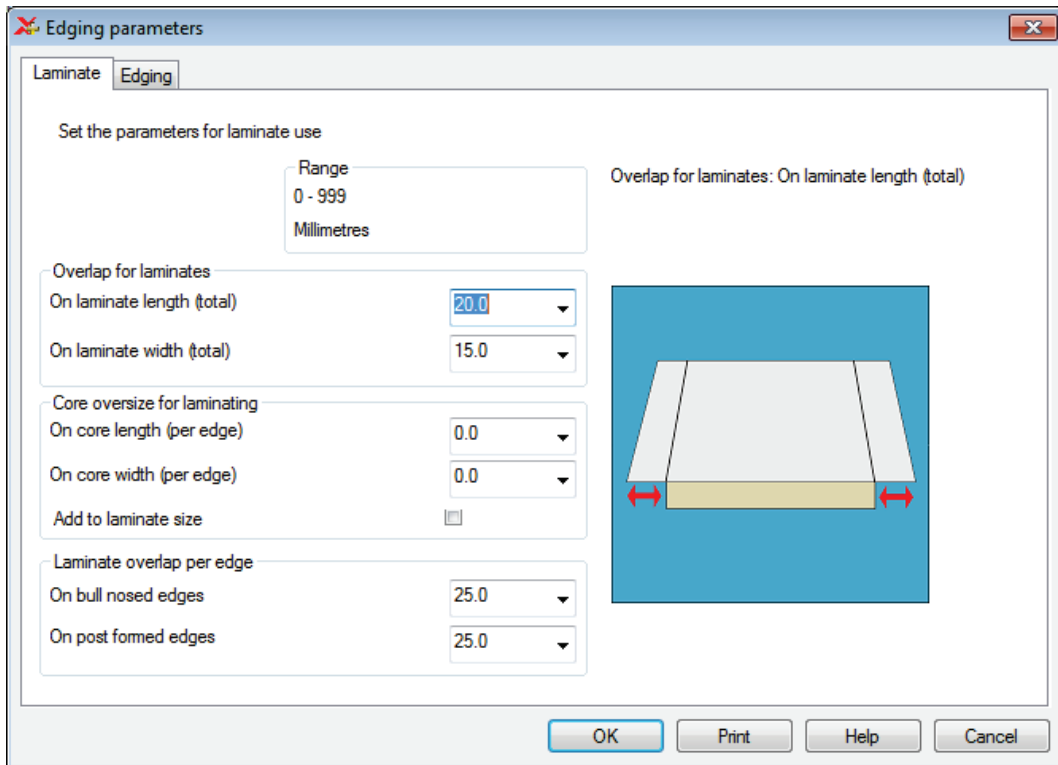 Edging parameters
Laminate
Edging
Set the parameters for laminate use
Range
0 - 999
Millimetres
Overlap for laminates: On laminate length (total)
Overlap for laminates
On laminate length (total) 20.0
On laminate width (total) 15.0
Core oversize for laminating
On core length (per edge) 0.0
On core width (per edge) 0.0
Add to laminate size
Laminate overlap per edge
On bull nosed edges 25.0
On post formed edges 25.0
OK Print Help Cancel